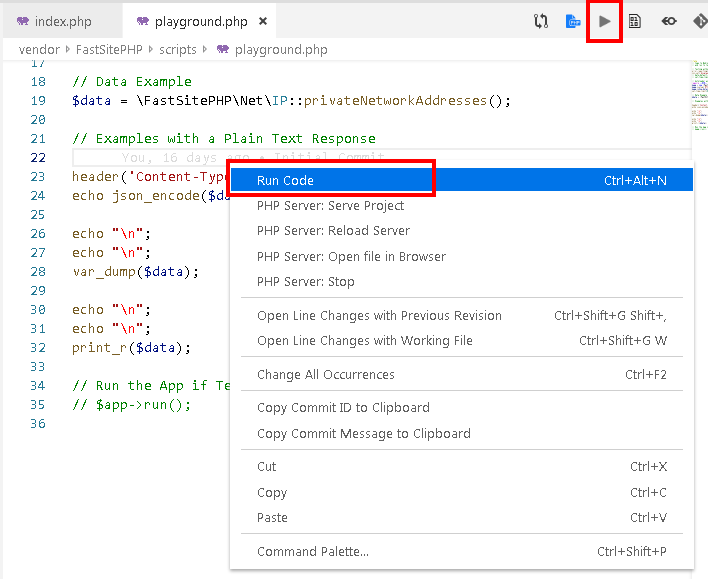 index.php playground.php ×
vendor FastSitePHP scripts playground.php
17
18 // Data Example
19 $data = \FastSitePHP\Net\IP::privateNetworkAddresses();
20
21 // Examples with a Plain Text Response
22 You, 16 days ago • Initial Commit
23 header('Content-Type
24 echo json_encode($da
25
26 echo "\n";
27 echo "\n";
28 var_dump($data);
29
30 echo "\n";
31 echo "\n";
32 print_r($data);
33
34 // Run the App if Te
35 // $app->run();
36
Run Code Ctrl+Alt+N
PHP Server: Serve Project
PHP Server: Reload Server
PHP Server: Open file in Browser
PHP Server: Stop
Open Line Changes with Previous Revision Ctrl+Shift+G Shift+,
Open Line Changes with Working File Ctrl+Shift+G W
Change All Occurrences Ctrl+F2
Copy Commit ID to Clipboard
Copy Commit Message to Clipboard
Cut Ctrl+X
Copy Ctrl+C
Paste Ctrl+V
Command Palette... Ctrl+Shift+P